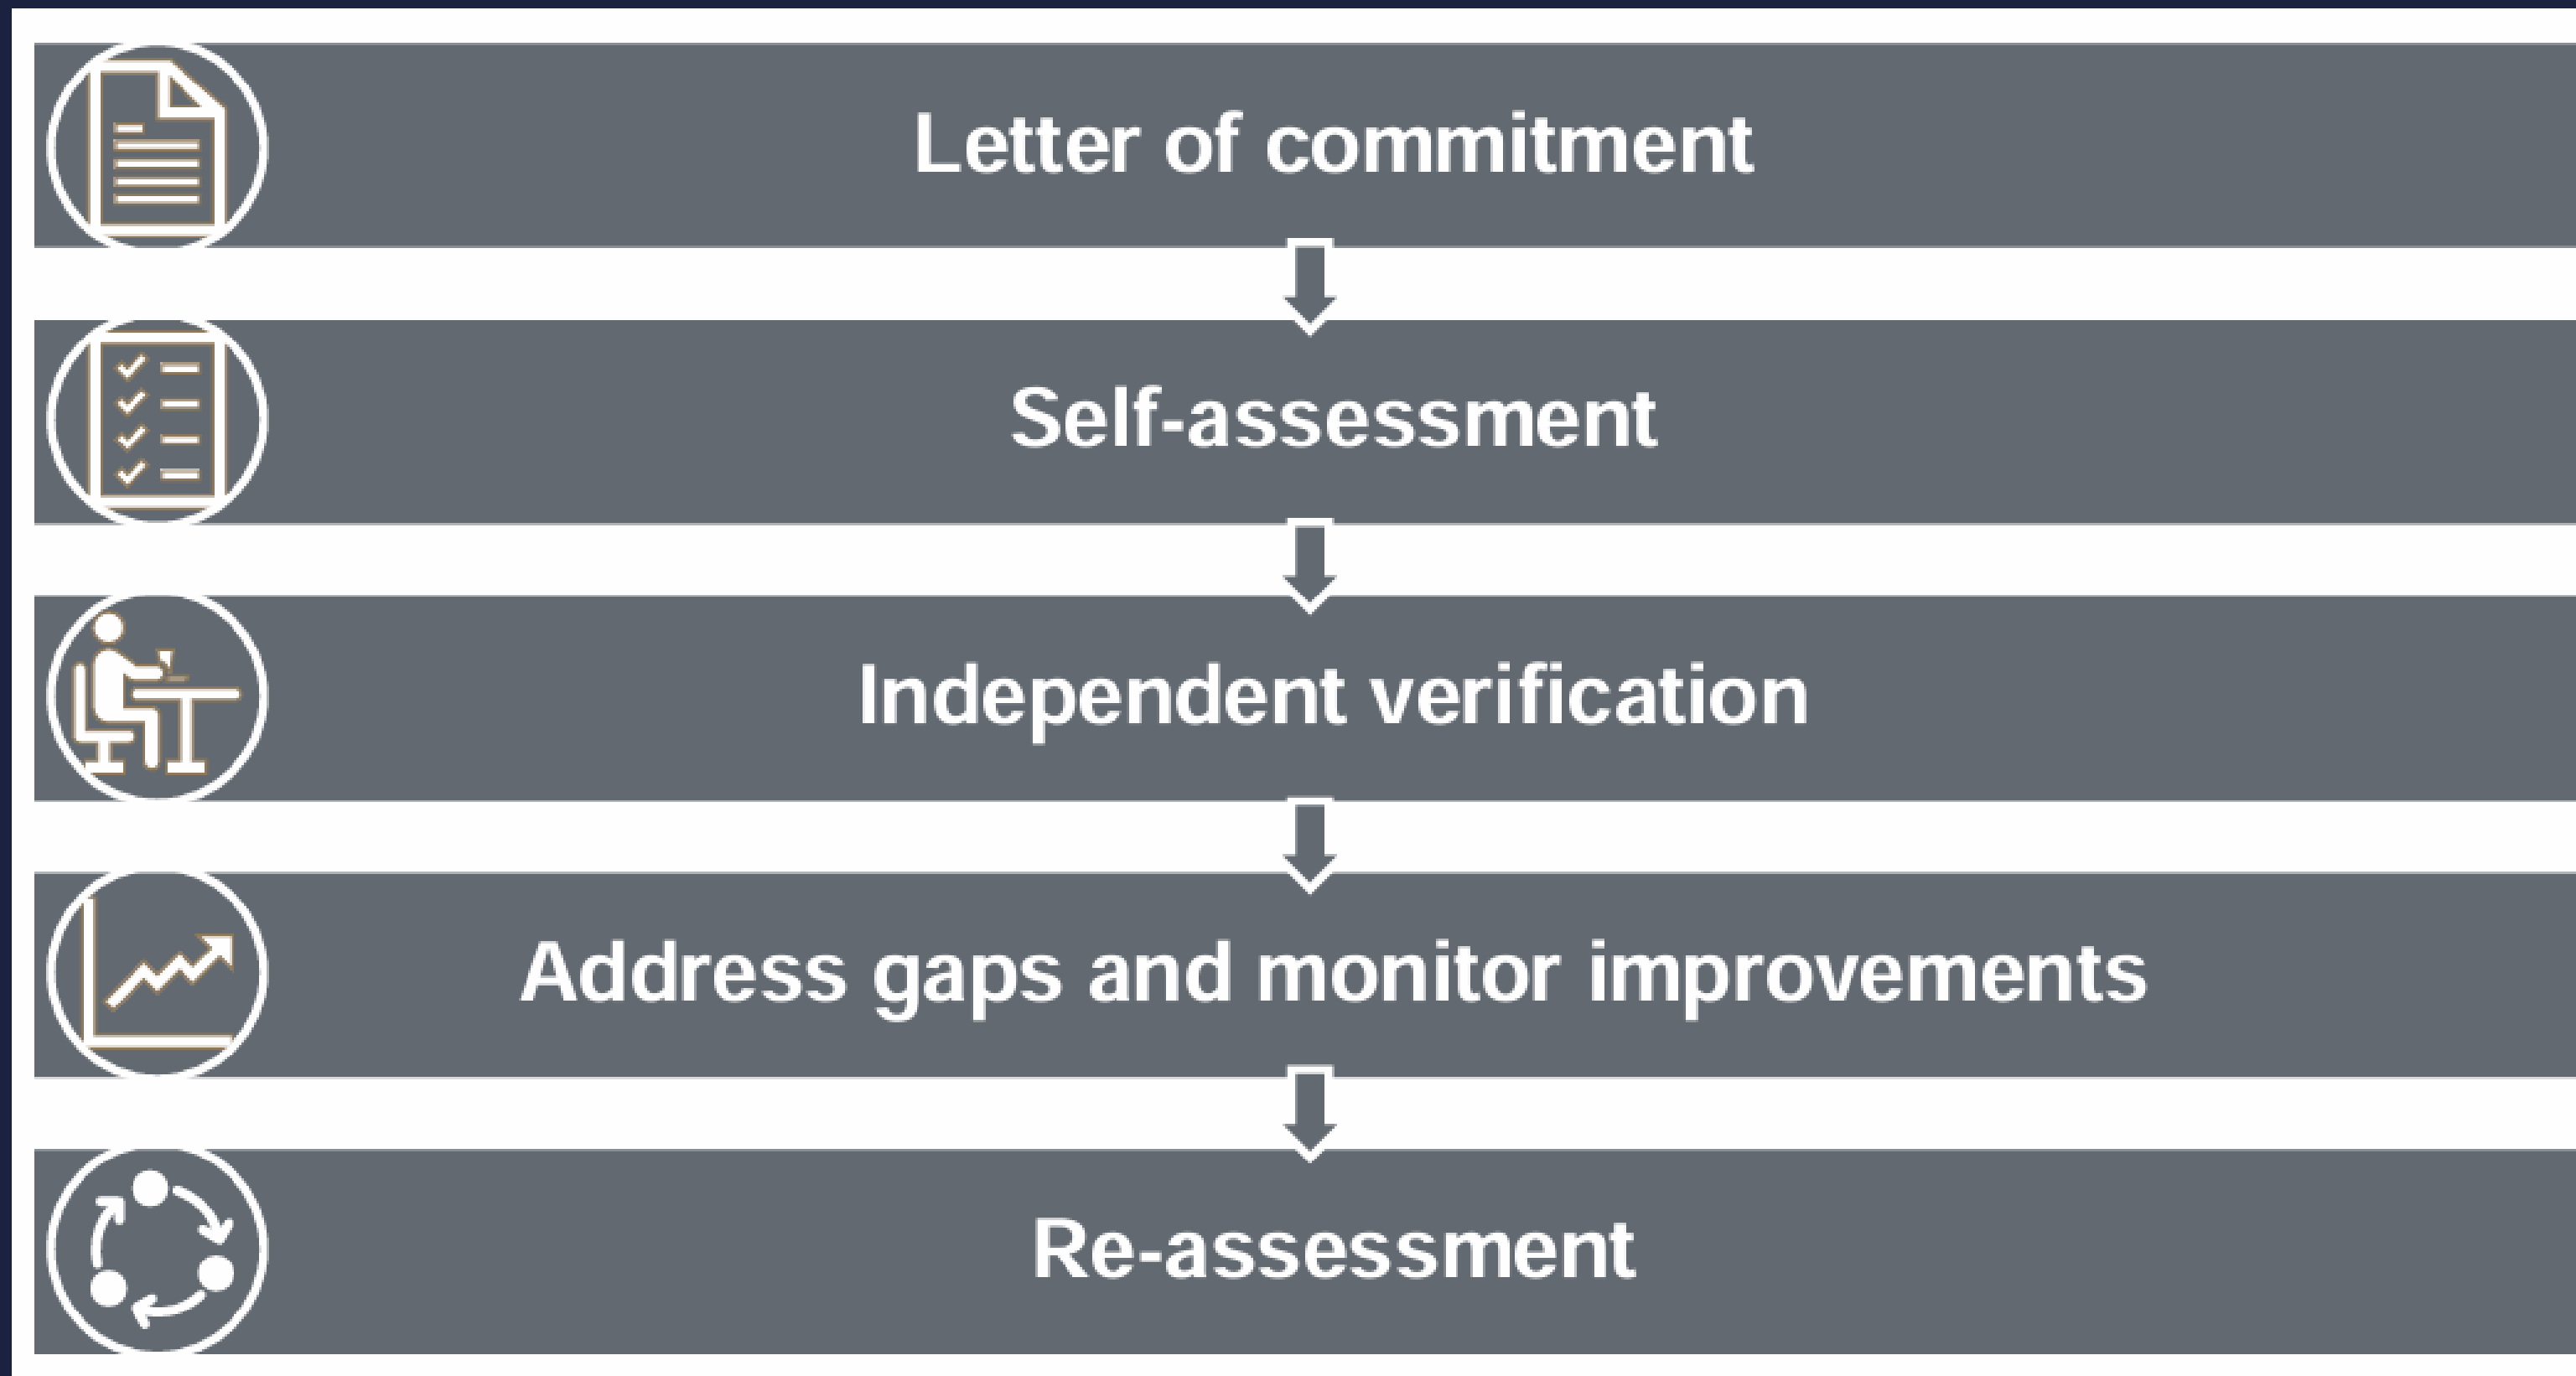 Letter of commitment
Self-assessment
Independent verification
Address gaps and monitor improvements
Re-assessment